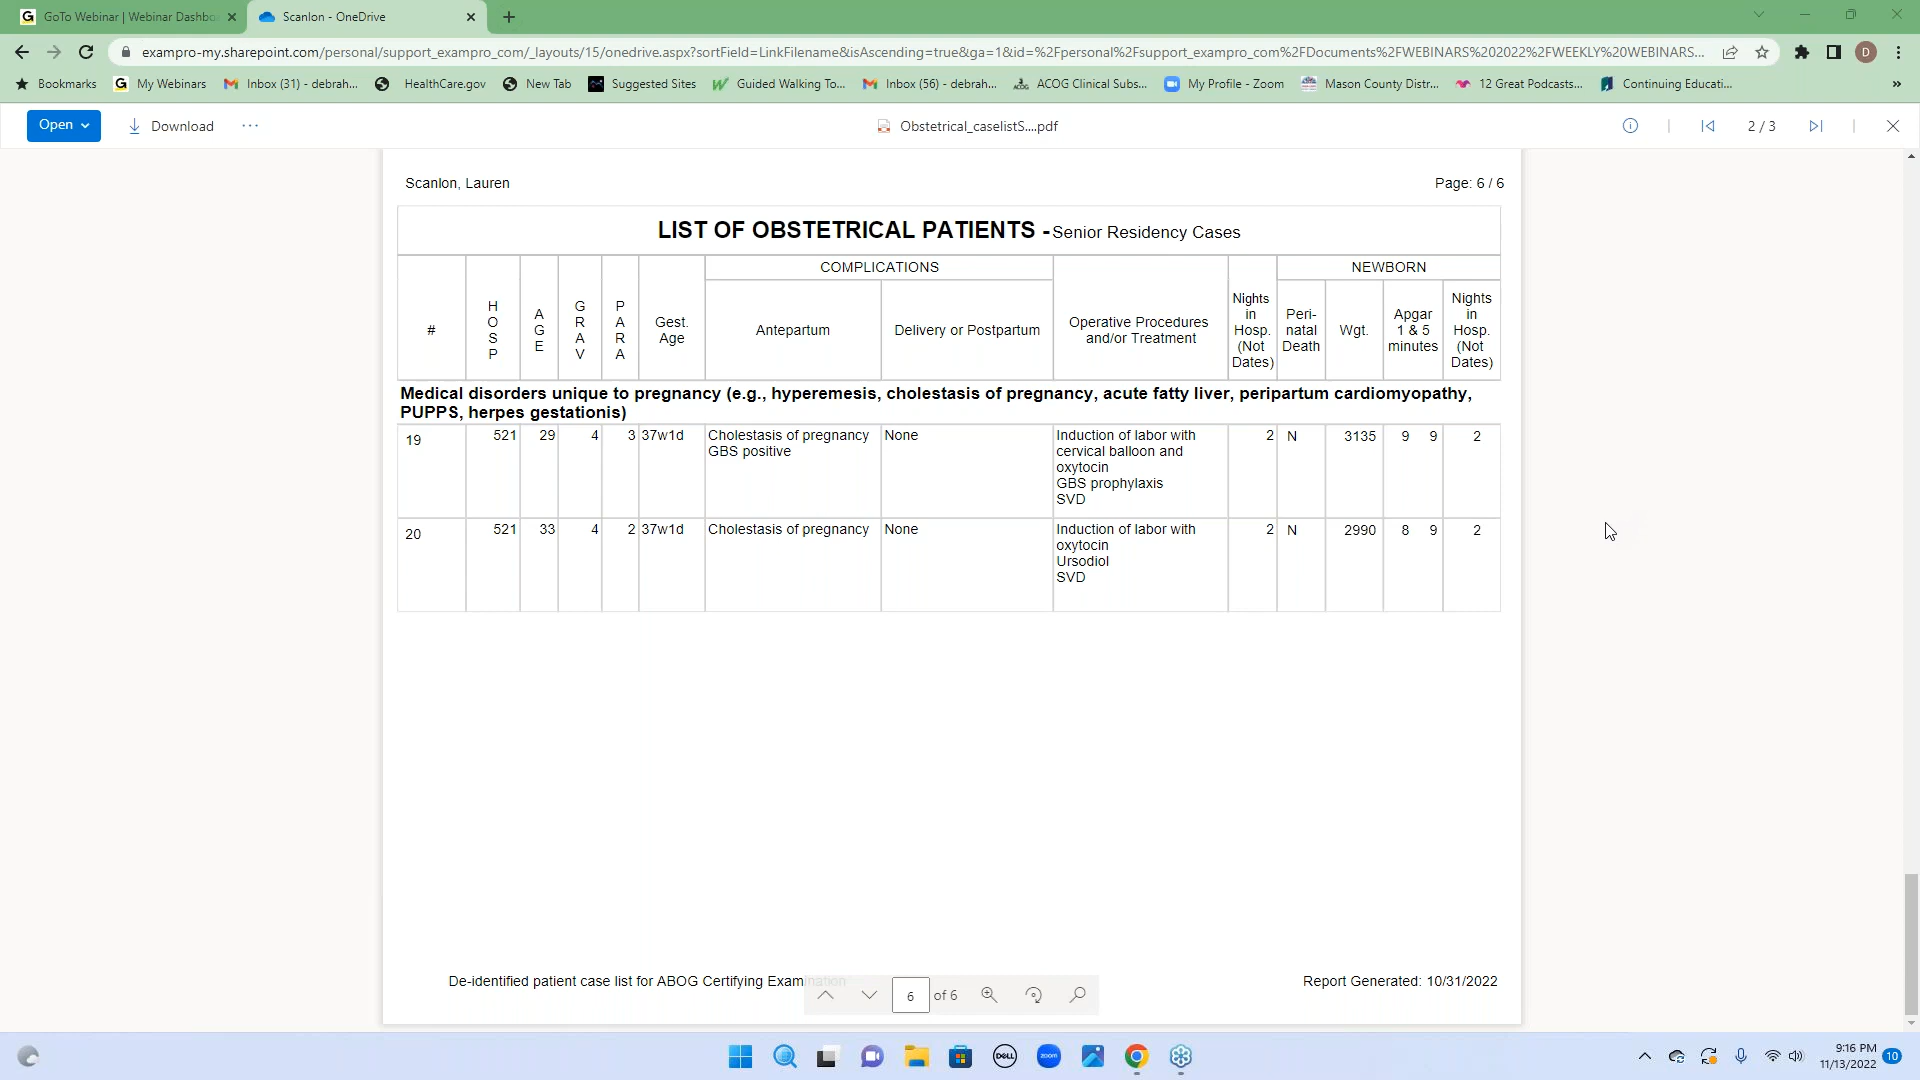 GoTo Webinar | Webinar Dashbo
Scanlon - OneDrive
exampro-my.sharepoint.com/personal/support_exampro_com/_layouts/15/onedrive.aspx?sortField=LinkFilename&isAscending=true&ga=1&id=%2Fpersonal%2Fsupport_exampro_com%2FDocuments%2FWEBINARS%202022%2FWEEKLY%20WEBINARS...
D
Bookmarks My Webinars Inbox (31) - debrah... HealthCare.gov New Tab Suggested Sites Guided Walking To... Inbox (56) - debrah... ACOG Clinical Subs... My Profile - Zoom Mason County Distr... 12 Great Podcasts... Continuing Educati... »
Open Download ... Obstetrical_caselistS....pdf 2 / 3
Scanlon, Lauren Page: 6 / 6
LIST OF OBSTETRICAL PATIENTS - Senior Residency Cases
COMPLICATIONS NEWBORN
#
HOSP
AGE
GRAV
PARA
Gest.
Age
Antepartum
Delivery or Postpartum
Operative Procedures
and/or Treatment
Nights
in
Hosp.
(Not
Dates)
Peri-
natal
Death
Wgt.
Apgar
1 & 5
minutes
Nights
in
Hosp.
(Not
Dates)
Medical disorders unique to pregnancy (e.g., hyperemesis, cholestasis of pregnancy, acute fatty liver, peripartum cardiomyopathy,
PUPPS, herpes gestationis)
19 521 29 4 3 37w1d Cholestasis of pregnancy None Induction of labor with 2 N 3135 9 9 2
GBS positive cervical balloon and
oxytocin
GBS prophylaxis
SVD
20 521 33 4 2 37w1d Cholestasis of pregnancy None Induction of labor with 2 N 2990 8 9 2
oxytocin
Ursodiol
SVD
De-identified patient case list for ABOG Certifying Examination Report Generated: 10/31/2022
6 of 6
DELL
zoom
9:16 PM
11/13/2022
10